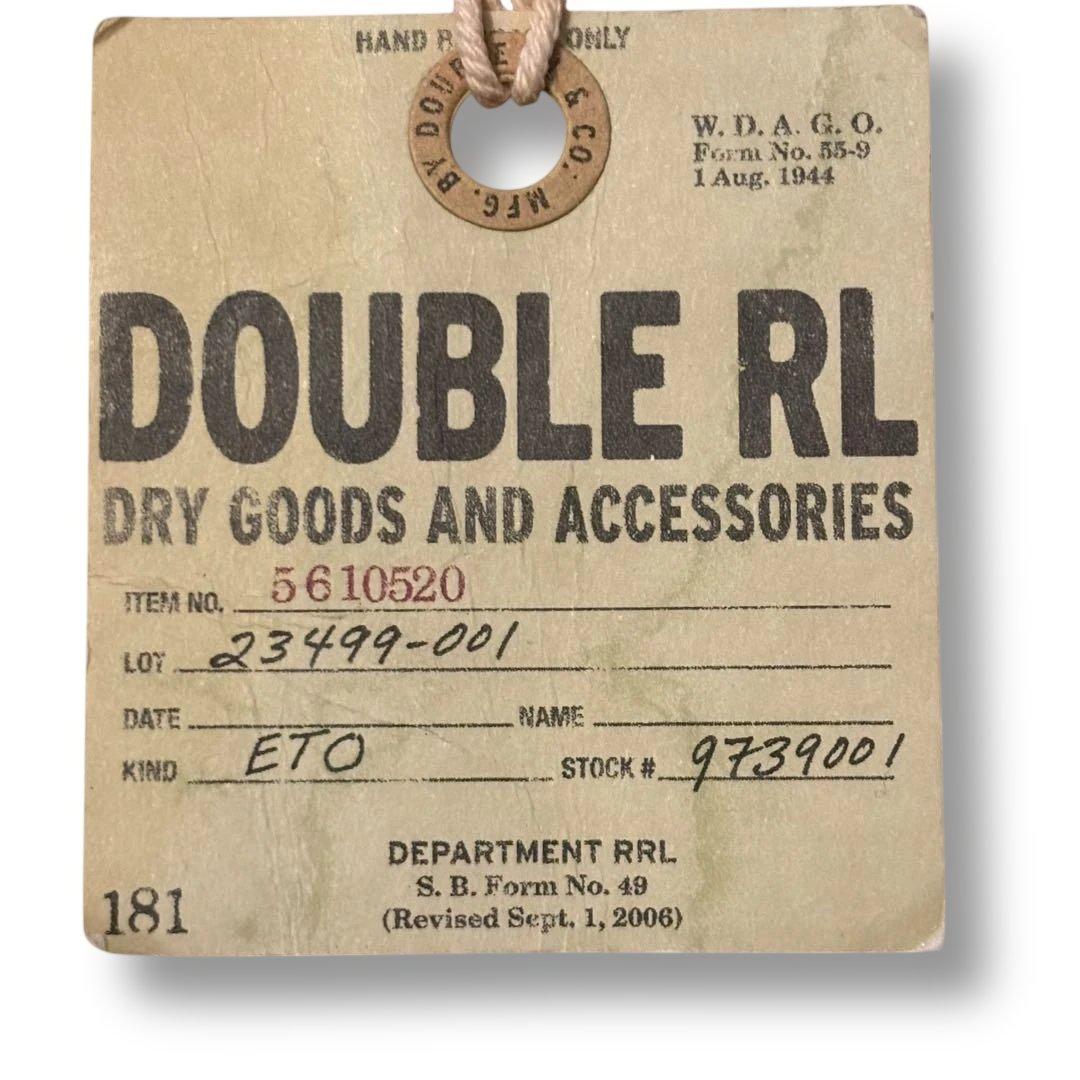 HAND ONLY
& CO. MFG. BY
W. D. A. G. O.
Form No. 55-9
1 Aug. 1944
DOUBLE RL
DRY GOODS AND ACCESSORIES
ITEM NO. 5610520
LOT 23499-001
DATE NAME
KIND ETO STOCK # 9739001
DEPARTMENT RRL
S. B. Form No. 49
(Revised Sept. 1, 2006)
181